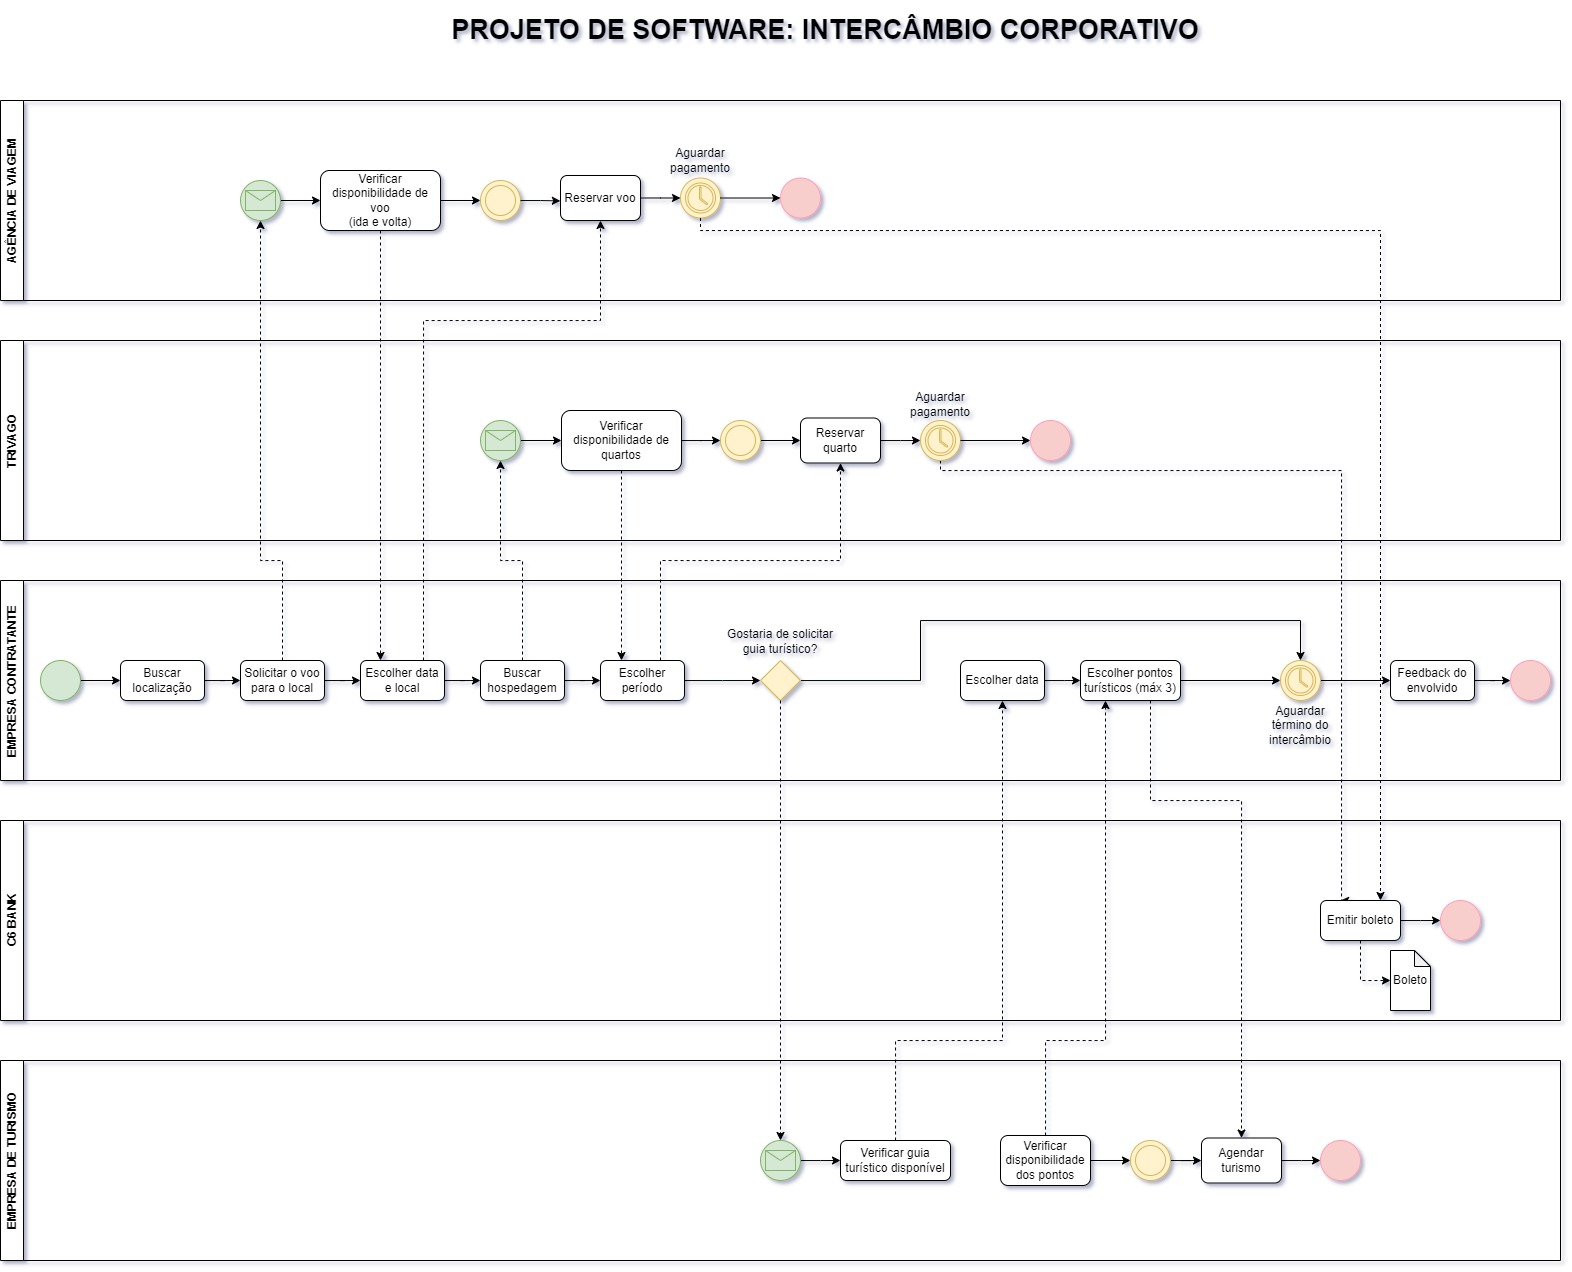 PROJETO DE SOFTWARE: INTERCÂMBIO CORPORATIVO
AGÊNCIA DE VIAGEM
Verificar
disponibilidade de
voo
(ida e volta)
Reservar voo
Aguardar
pagamento
TRIVAGO
Verificar
disponibilidade de
quartos
Reservar
quarto
Aguardar
pagamento
EMPRESA CONTRATANTE
Buscar
localização
Solicitar o voo
para o local
Escolher data
e local
Buscar
hospedagem
Escolher
período
Gostaria de solicitar
guia turístico?
Escolher data
Escolher pontos
turísticos (máx 3)
Aguardar
término do
intercâmbio
Feedback do
envolvido
C6 BANK
Emitir boleto
Boleto
EMPRESA DE TURISMO
Verificar guia
turístico disponível
Verificar
disponibilidade
dos pontos
Agendar
turismo